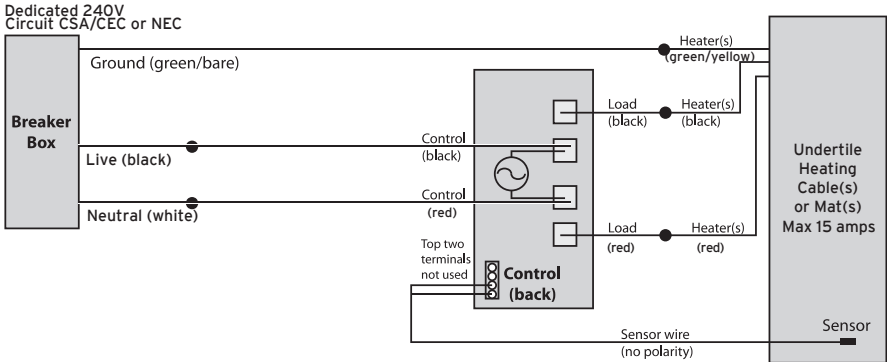 Dedicated 240V
Circuit CSA/CEC or NEC
Ground (green/bare)
Heater(s)
(green/yellow)
Load
(black)
Heater(s)
(black)
Breaker
Box
Control
(black)
Live (black)
Undertile
Heating
Cable(s)
or Mat(s)
Max 15 amps
Control
(red)
Neutral (white)
Load
(red)
Heater(s)
(red)
Top two
terminals
not used
Control
(back)
Sensor
Sensor wire
(no polarity)